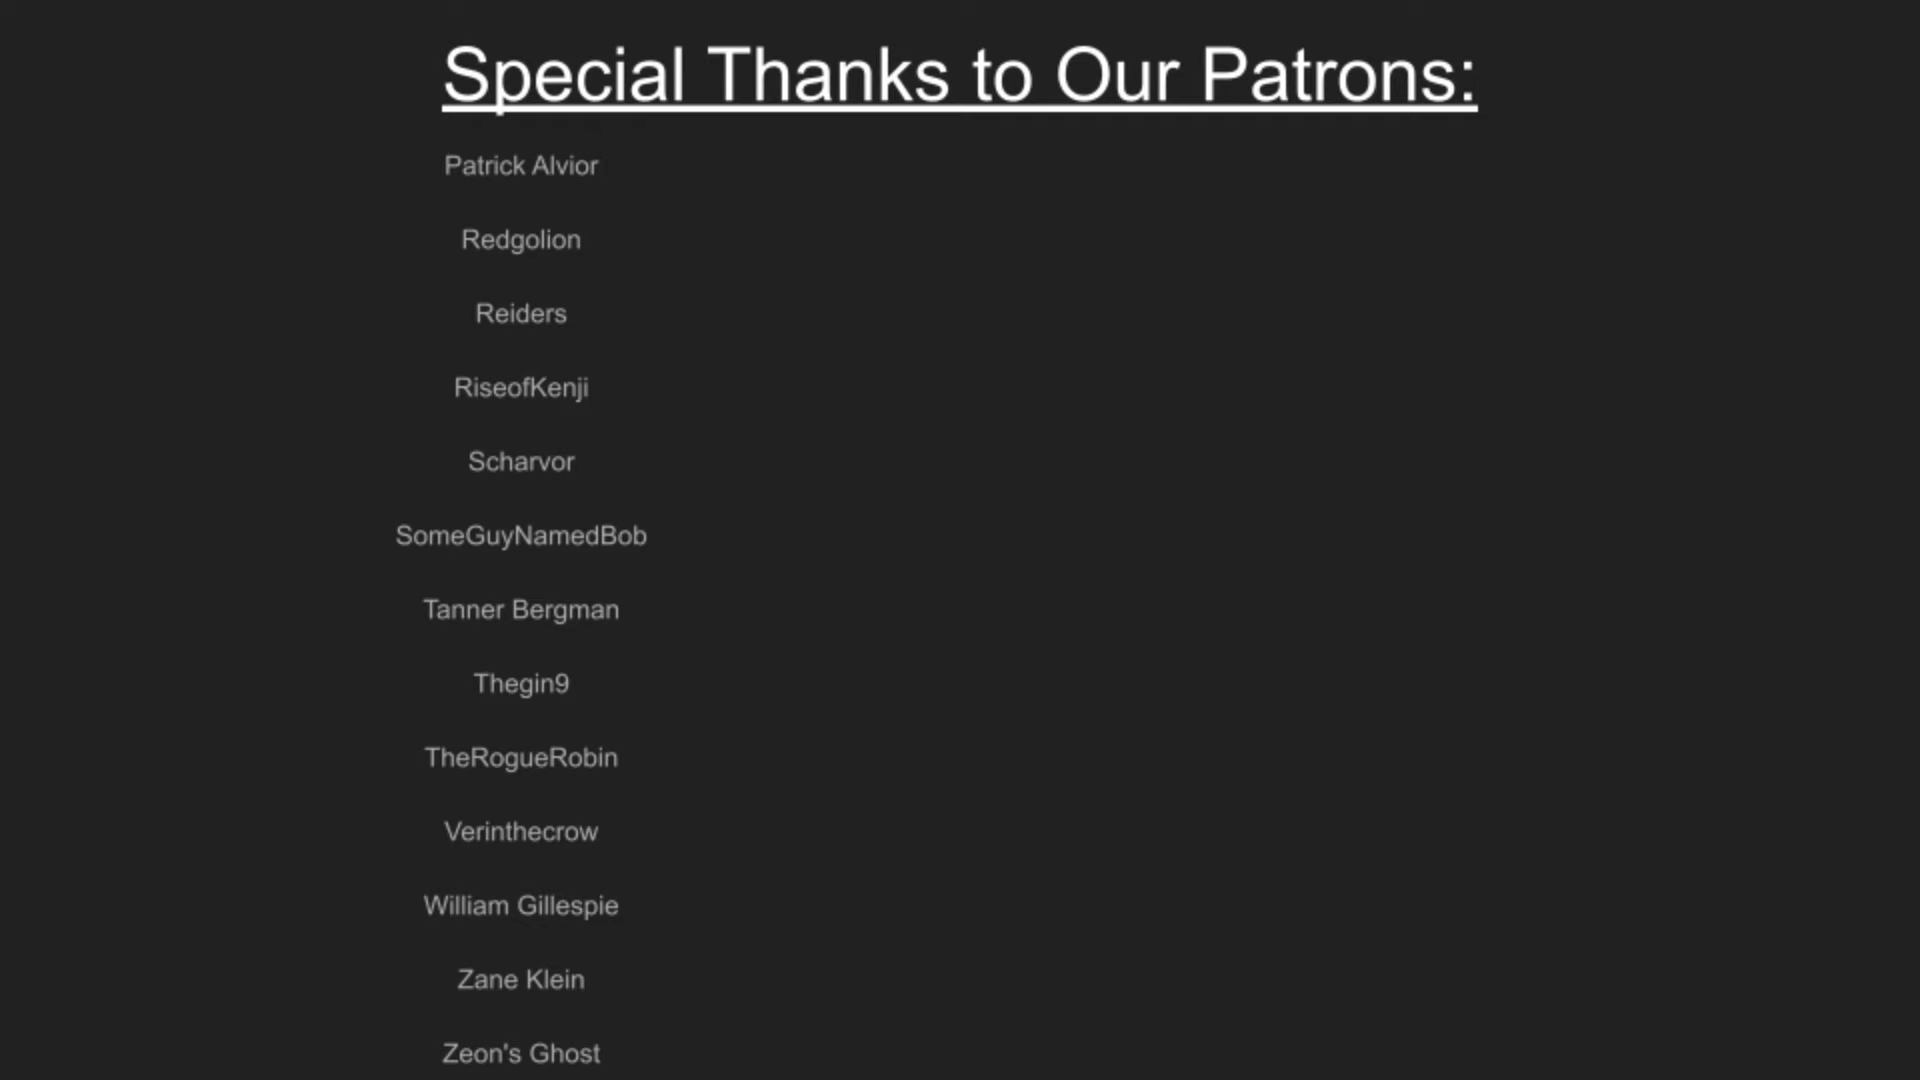 Special Thanks to Our Patrons:
Patrick Alvior
Redgolion
Reiders
RiseofKenji
Scharvor
SomeGuyNamedBob
Tanner Bergman
Thegin9
TheRogueRobin
Verinthecrow
William Gillespie
Zane Klein
Zeon's Ghost